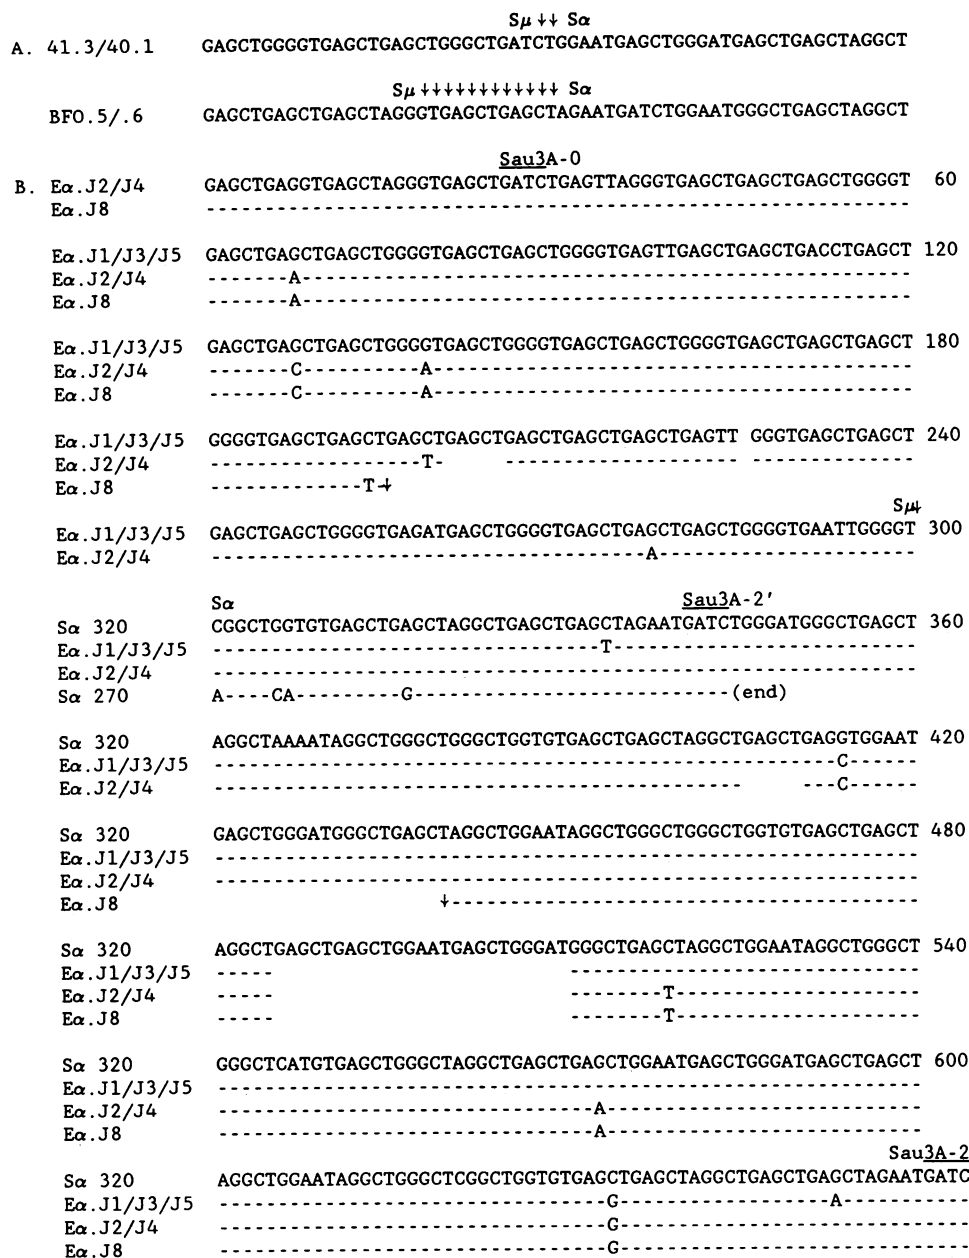 Sμ ↓↓ Sα
A. 41.3/40.1 GAGCTGGGGTGAGCTGAGCTGGGCTGATCTGGAATGAGCTGGGATGAGCTGAGCTAGGCT
Sμ ↓↓↓↓↓↓↓↓↓↓↓↓ Sα
BFO.5/.6 GAGCTGAGCTGAGCTAGGGTGAGCTGAGCTAGAATGATCTGGAATGGGCTGAGCTAGGCT
Sau3A-0
B. Eα.J2/J4 GAGCTGAGGTGAGCTAGGGTGAGCTGATCTGAGTTAGGGTGAGCTGAGCTGAGCTGGGGT 60
Eα.J8 ------------------------------------------------------------
Eα.J1/J3/J5 GAGCTGAGCTGAGCTGGGGTGAGCTGAGCTGGGGTGAGTTGAGCTGAGCTGACCTGAGCT 120
Eα.J2/J4 -------A----------------------------------------------------
Eα.J8 -------A----------------------------------------------------
Eα.J1/J3/J5 GAGCTGAGCTGAGCTGGGGTGAGCTGGGGTGAGCTGAGCTGGGGTGAGCTGAGCTGAGCT 180
Eα.J2/J4 -------C----------A-----------------------------------------
Eα.J8 -------C----------A-----------------------------------------
Eα.J1/J3/J5 GGGGTGAGCTGAGCTGAGCTGAGCTGAGCTGAGCTGAGCTGAGTT GGGTGAGCTGAGCT 240
Eα.J2/J4 ------------------T- -------------------- --------------
Eα.J8 -------------T↓
Sμ↓
Eα.J1/J3/J5 GAGCTGAGCTGGGGTGAGATGAGCTGGGGTGAGCTGAGCTGAGCTGGGGTGAATTGGGGT 300
Eα.J2/J4 -------------------------------------A----------------------
Sα Sau3A-2'
Sα 320 CGGCTGGTGTGAGCTGAGCTAGGCTGAGCTGAGCTAGAATGATCTGGGATGGGCTGAGCT 360
Eα.J1/J3/J5 ---------------------------------T--------------------------
Eα.J2/J4 ------------------------------------------------------------
Sα 270 A----CA---------G---------------------------(end)
Sα 320 AGGCTAAAATAGGCTGGGCTGGGCTGGTGTGAGCTGAGCTAGGCTGAGCTGAGGTGGAAT 420
Eα.J1/J3/J5 -----------------------------------------------------C------
Eα.J2/J4 --------------------------------------------- ---C------
Sα 320 GAGCTGGGATGGGCTGAGCTAGGCTGGAATAGGCTGGGCTGGGCTGGTGTGAGCTGAGCT 480
Eα.J1/J3/J5 ------------------------------------------------------------
Eα.J2/J4 ------------------------------------------------------------
Eα.J8 ↓----------------------------------------
Sα 320 AGGCTGAGCTGAGCTGGAATGAGCTGGGATGGGCTGAGCTAGGCTGGAATAGGCTGGGCT 540
Eα.J1/J3/J5 ----- ------------------------------
Eα.J2/J4 ----- --------T---------------------
Eα.J8 ----- --------T---------------------
Sα 320 GGGCTCATGTGAGCTGGGCTAGGCTGAGCTGAGCTGGAATGAGCTGGGATGAGCTGAGCT 600
Eα.J1/J3/J5 ------------------------------------------------------------
Eα.J2/J4 --------------------------------A---------------------------
Eα.J8 --------------------------------A---------------------------
Sau3A-2
Sα 320 AGGCTGGAATAGGCTGGGCTCGGCTGGTGTGAGCTGAGCTAGGCTGAGCTGAGCTAGAATGATC
Eα.J1/J3/J5 ---------------------------------G------------------A-----------
Eα.J2/J4 ---------------------------------G------------------------------
Eα.J8 ---------------------------------G------------------------------